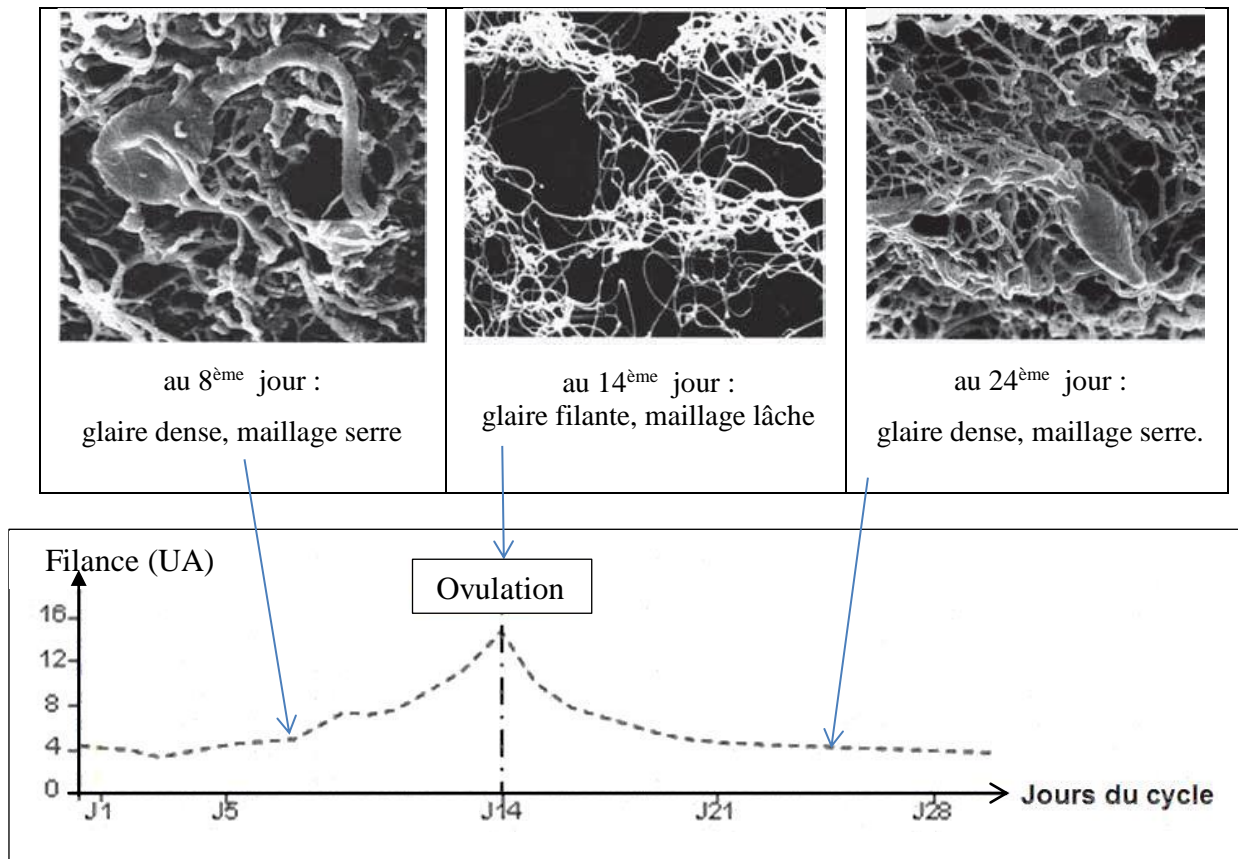 au 8ème jour :
glaire dense, maillage serre
au 14ème jour :
glaire filante, maillage lâche
au 24ème jour :
glaire dense, maillage serre.
Filance (UA)
Ovulation
16
12
8
4
0
J1
J5
J14
J21
J28
Jours du cycle